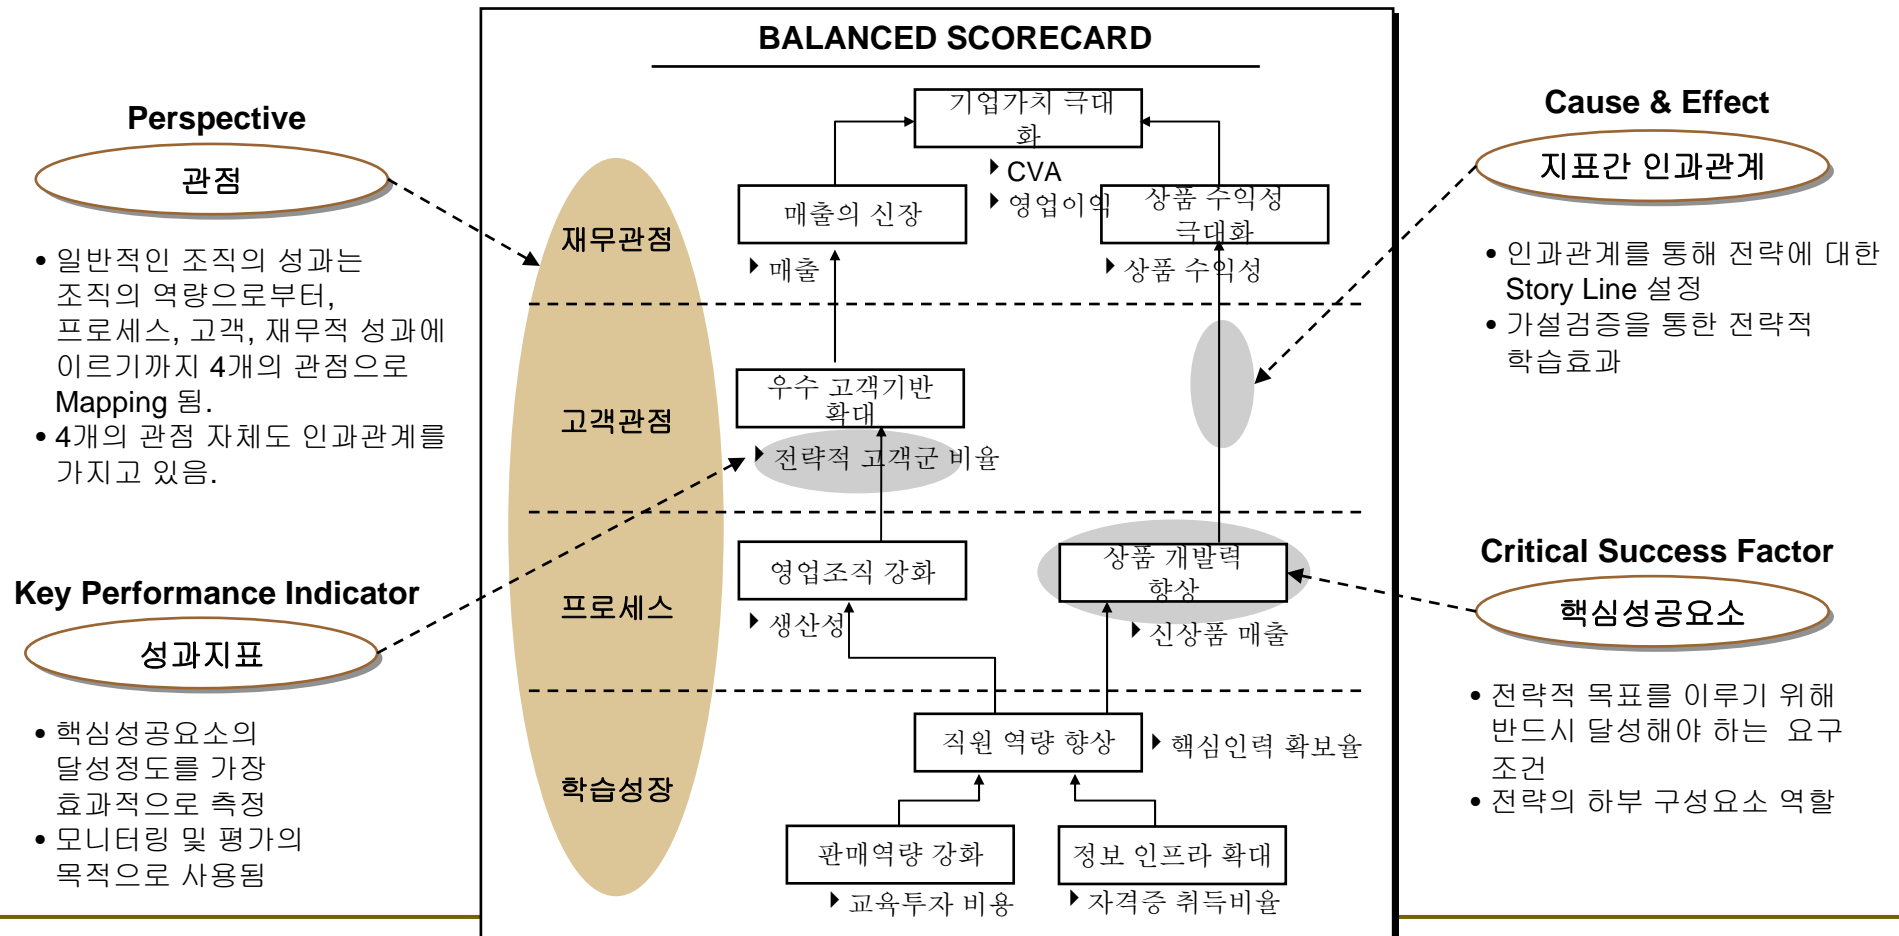 BALANCED SCORECARD
Perspective
관점
• 일반적인 조직의 성과는
조직의 역량으로부터,
프로세스, 고객, 재무적 성과에
이르기까지 4개의 관점으로
Mapping 됨.
• 4개의 관점 자체도 인과관계를
가지고 있음.
Key Performance Indicator
성과지표
• 핵심성공요소의
달성정도를 가장
효과적으로 측정
• 모니터링 및 평가의
목적으로 사용됨
재무관점
고객관점
프로세스
학습성장
기업가치 극대
화
CVA
영업이익
매출의 신장
매출
상품 수익성
극대화
상품 수익성
우수 고객기반
확대
전략적 고객군 비율
영업조직 강화
생산성
상품 개발력
향상
신상품 매출
직원 역량 향상
핵심인력 확보율
판매역량 강화
교육투자 비용
정보 인프라 확대
자격증 취득비율
Cause & Effect
지표간 인과관계
• 인과관계를 통해 전략에 대한
Story Line 설정
• 가설검증을 통한 전략적
학습효과
Critical Success Factor
핵심성공요소
• 전략적 목표를 이루기 위해
반드시 달성해야 하는 요구
조건
• 전략의 하부 구성요소 역할